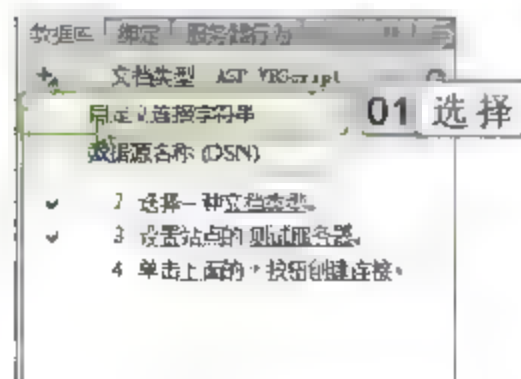 数据区 绑定 服务器行为
文档类型 ASP VBScript
自定义连接字符串
01 选择
数据源名称 (DSN)
2 选择一种文档类型。
3 设置站点的 测试服务器。
4 单击上面的 + 按钮创建连接。